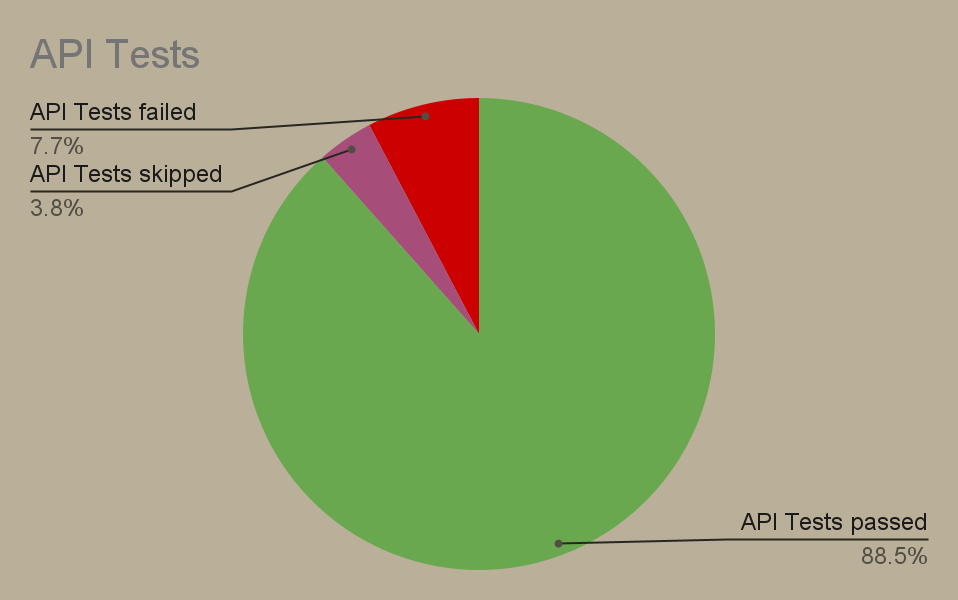 API Tests
API Tests failed
7.7%
API Tests skipped
3.8%
API Tests passed
88.5%